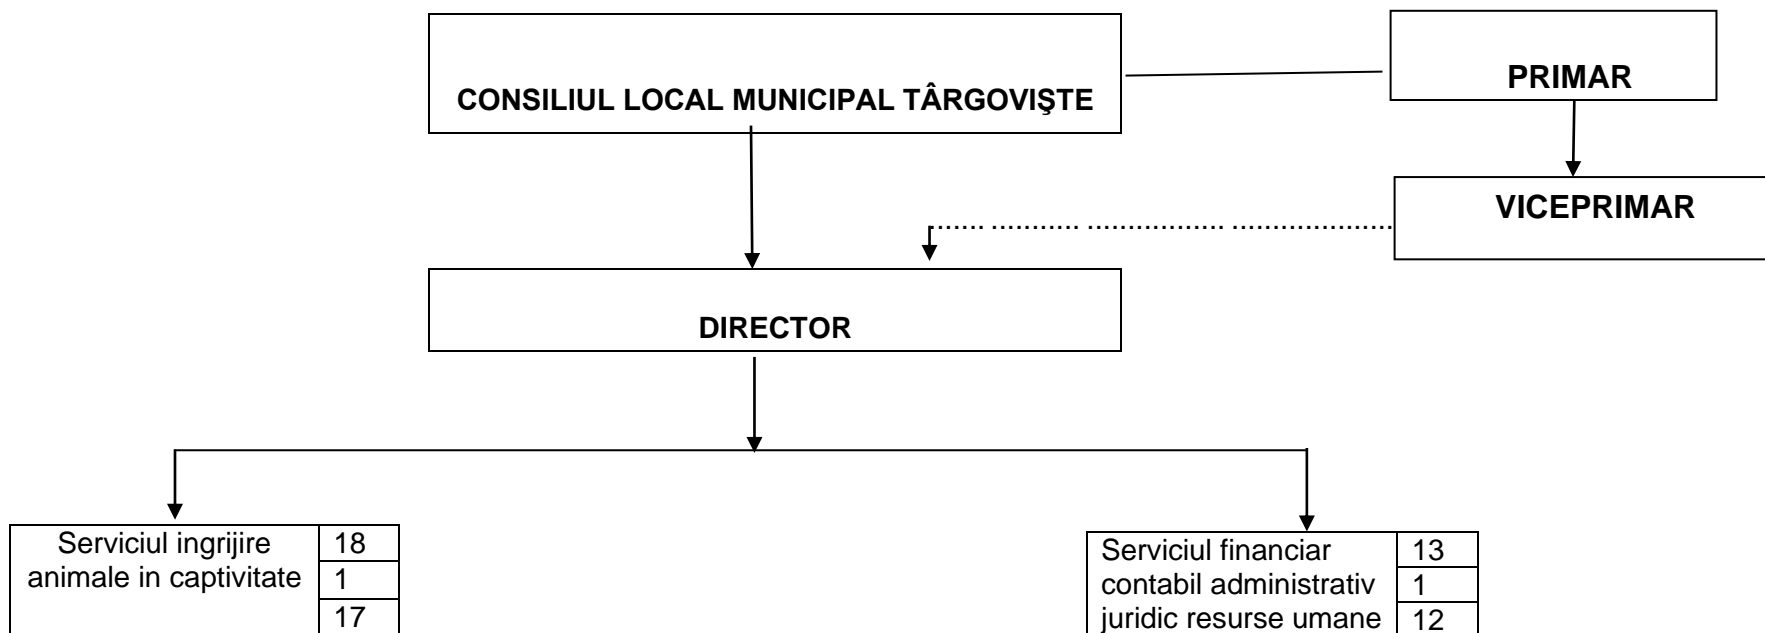 CONSILIUL LOCAL MUNICIPAL TÂRGOVIŞTE
PRIMAR
VICEPRIMAR
DIRECTOR
Serviciul ingrijire
animale in captivitate
18
1
17
Serviciul financiar
contabil administrativ
juridic resurse umane
13
1
12